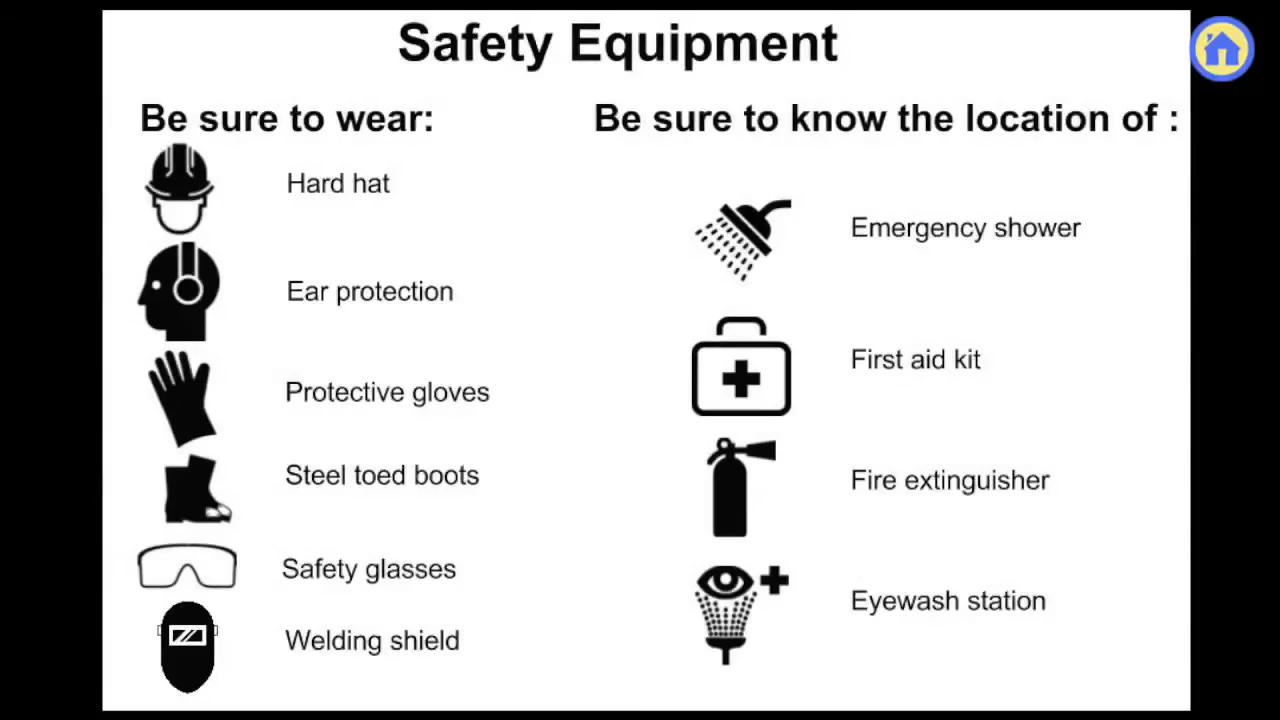 Safety Equipment
Be sure to wear:
Hard hat
Ear protection
Protective gloves
Steel toed boots
Safety glasses
Welding shield
Be sure to know the location of :
Emergency shower
First aid kit
Fire extinguisher
Eyewash station